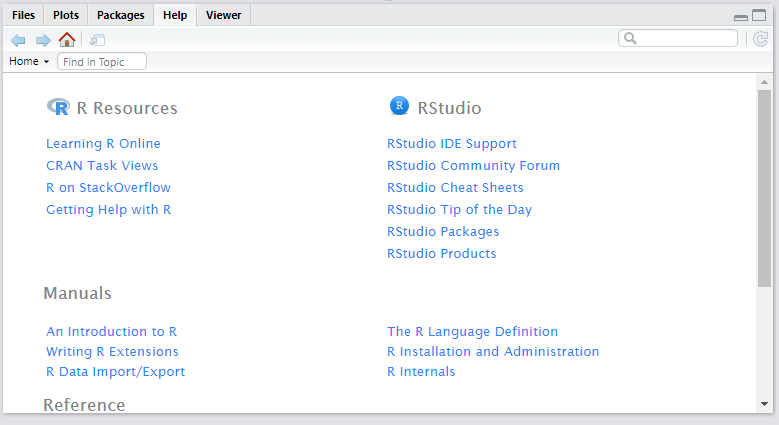 Files Plots Packages Help Viewer
Home Find in Topic
R R Resources
Learning R Online
CRAN Task Views
R on StackOverflow
Getting Help with R
R RStudio
RStudio IDE Support
RStudio Community Forum
RStudio Cheat Sheets
RStudio Tip of the Day
RStudio Packages
RStudio Products
Manuals
An Introduction to R
Writing R Extensions
R Data Import/Export
The R Language Definition
R Installation and Administration
R Internals
Reference